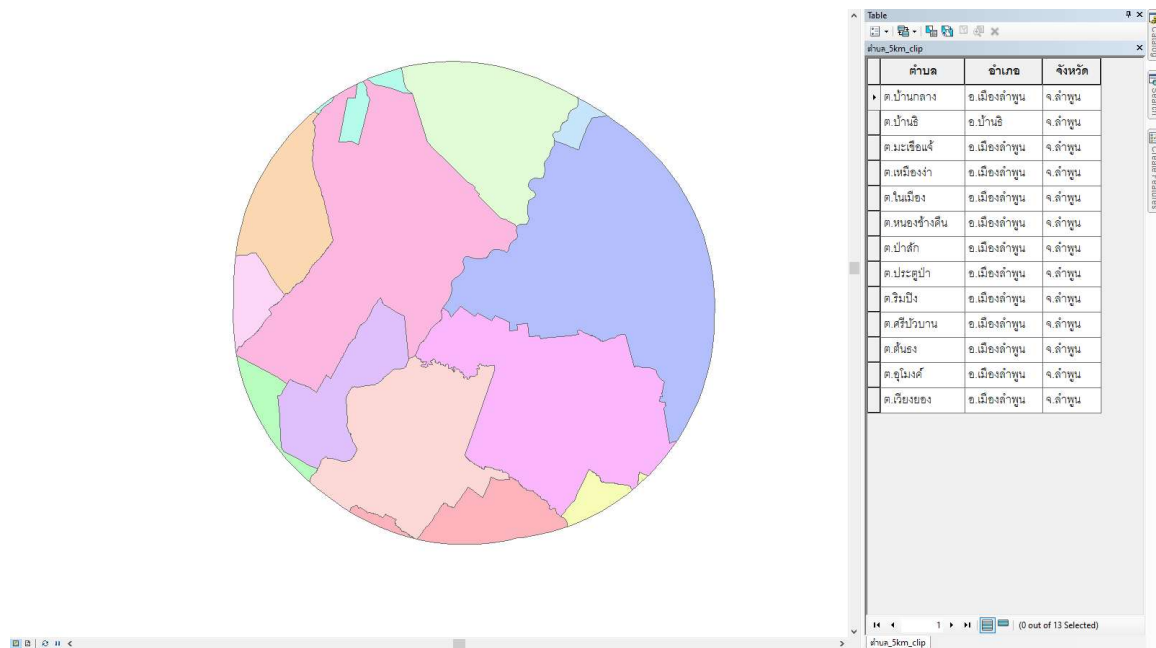 Table
ตำบล_5km_clip
ตำบล อำเภอ จังหวัด
ต.บ้านกลาง อ.เมืองลำพูน จ.ลำพูน
ต.บ้านธิ อ.บ้านธิ จ.ลำพูน
ต.มะเขือแจ้ อ.เมืองลำพูน จ.ลำพูน
ต.เหมืองง่า อ.เมืองลำพูน จ.ลำพูน
ต.ในเมือง อ.เมืองลำพูน จ.ลำพูน
ต.หนองช้างคืน อ.เมืองลำพูน จ.ลำพูน
ต.ป่าสัก อ.เมืองลำพูน จ.ลำพูน
ต.ประตูป่า อ.เมืองลำพูน จ.ลำพูน
ต.ริมปิง อ.เมืองลำพูน จ.ลำพูน
ต.ศรีบัวบาน อ.เมืองลำพูน จ.ลำพูน
ต.ต้นธง อ.เมืองลำพูน จ.ลำพูน
ต.อุโมงค์ อ.เมืองลำพูน จ.ลำพูน
ต.เวียงยอง อ.เมืองลำพูน จ.ลำพูน
1 (0 out of 13 Selected)
ตำบล_5km_clip
Catalog
Search
Create Features